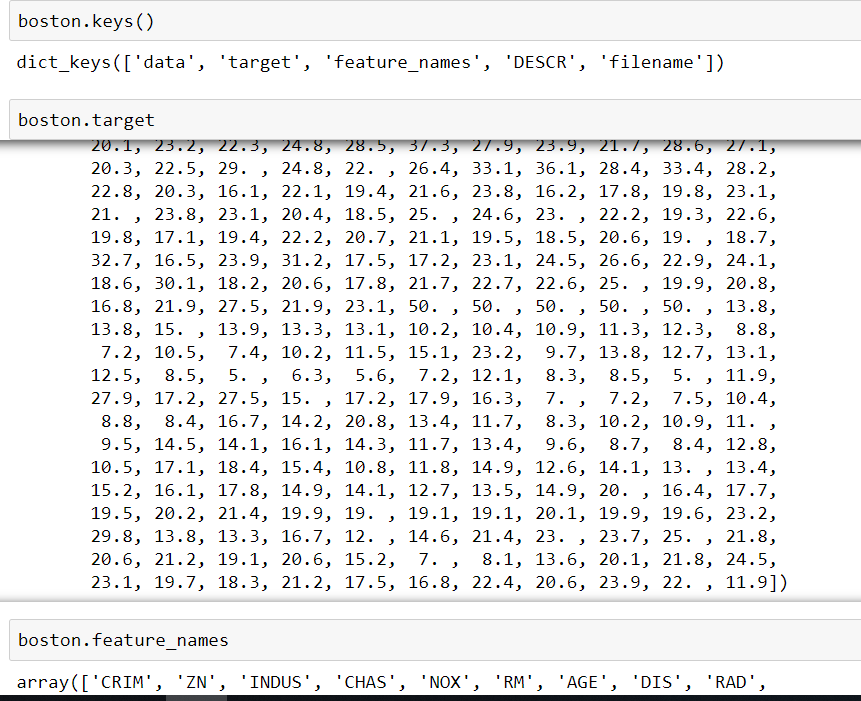 boston.keys()
dict_keys(['data', 'target', 'feature_names', 'DESCR', 'filename'])
boston.target
20.1, 23.2, 22.3, 24.8, 28.5, 37.3, 27.9, 23.9, 21.7, 28.6, 27.1,
20.3, 22.5, 29. , 24.8, 22. , 26.4, 33.1, 36.1, 28.4, 33.4, 28.2,
22.8, 20.3, 16.1, 22.1, 19.4, 21.6, 23.8, 16.2, 17.8, 19.8, 23.1,
21. , 23.8, 23.1, 20.4, 18.5, 25. , 24.6, 23. , 22.2, 19.3, 22.6,
19.8, 17.1, 19.4, 22.2, 20.7, 21.1, 19.5, 18.5, 20.6, 19. , 18.7,
32.7, 16.5, 23.9, 31.2, 17.5, 17.2, 23.1, 24.5, 26.6, 22.9, 24.1,
18.6, 30.1, 18.2, 20.6, 17.8, 21.7, 22.7, 22.6, 25. , 19.9, 20.8,
16.8, 21.9, 27.5, 21.9, 23.1, 50. , 50. , 50. , 50. , 50. , 13.8,
13.8, 15. , 13.9, 13.3, 13.1, 10.2, 10.4, 10.9, 11.3, 12.3,  8.8,
7.2, 10.5,  7.4, 10.2, 11.5, 15.1, 23.2,  9.7, 13.8, 12.7, 13.1,
12.5,  8.5,  5. ,  6.3,  5.6,  7.2, 12.1,  8.3,  8.5,  5. , 11.9,
27.9, 17.2, 27.5, 15. , 17.2, 17.9, 16.3,  7. ,  7.2,  7.5, 10.4,
8.8,  8.4, 16.7, 14.2, 20.8, 13.4, 11.7,  8.3, 10.2, 10.9, 11. ,
9.5, 14.5, 14.1, 16.1, 14.3, 11.7, 13.4,  9.6,  8.7,  8.4, 12.8,
10.5, 17.1, 18.4, 15.4, 10.8, 11.8, 14.9, 12.6, 14.1, 13. , 13.4,
15.2, 16.1, 17.8, 14.9, 14.1, 12.7, 13.5, 14.9, 20. , 16.4, 17.7,
19.5, 20.2, 21.4, 19.9, 19. , 19.1, 19.1, 20.1, 19.9, 19.6, 23.2,
29.8, 13.8, 13.3, 16.7, 12. , 14.6, 21.4, 23. , 23.7, 25. , 21.8,
20.6, 21.2, 19.1, 20.6, 15.2,  7. ,  8.1, 13.6, 20.1, 21.8, 24.5,
23.1, 19.7, 18.3, 21.2, 17.5, 16.8, 22.4, 20.6, 23.9, 22. , 11.9])
boston.feature_names
array(['CRIM', 'ZN', 'INDUS', 'CHAS', 'NOX', 'RM', 'AGE', 'DIS', 'RAD',